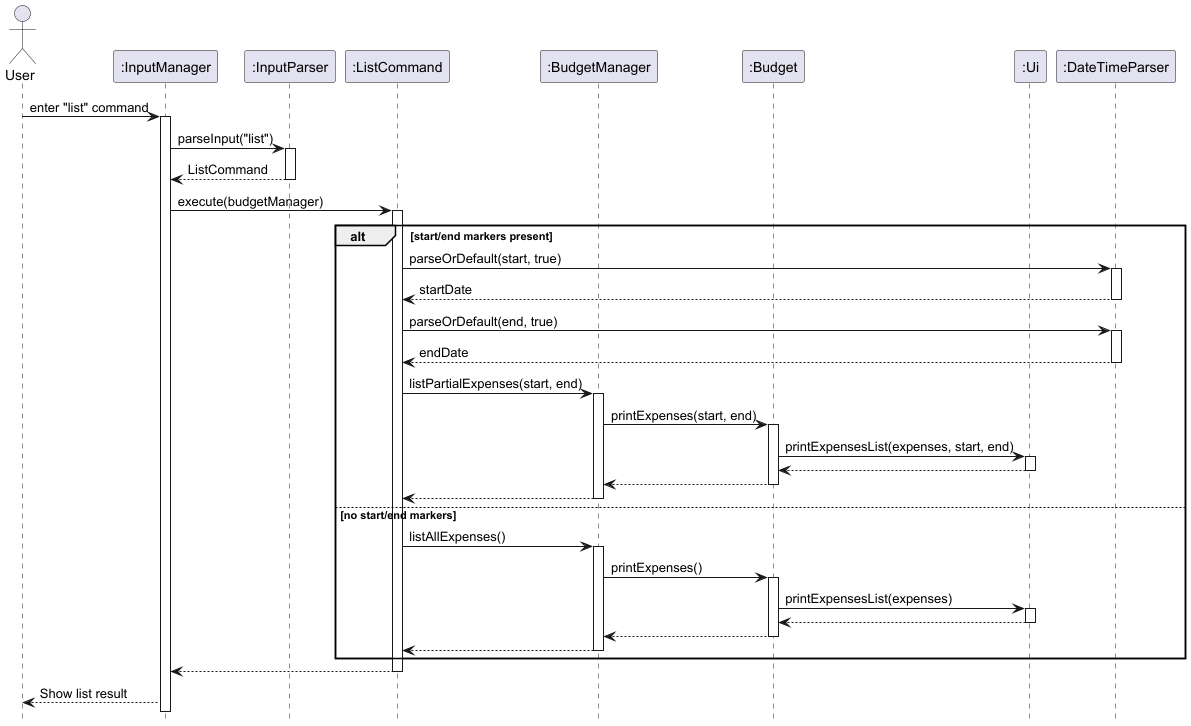 User
:InputManager
:InputParser
:ListCommand
:BudgetManager
:Budget
:Ui
:DateTimeParser
enter "list" command
parseInput("list")
ListCommand
execute(budgetManager)
alt
[start/end markers present]
parseOrDefault(start, true)
startDate
parseOrDefault(end, true)
endDate
listPartialExpenses(start, end)
printExpenses(start, end)
printExpensesList(expenses, start, end)
[no start/end markers]
listAllExpenses()
printExpenses()
printExpensesList(expenses)
Show list result